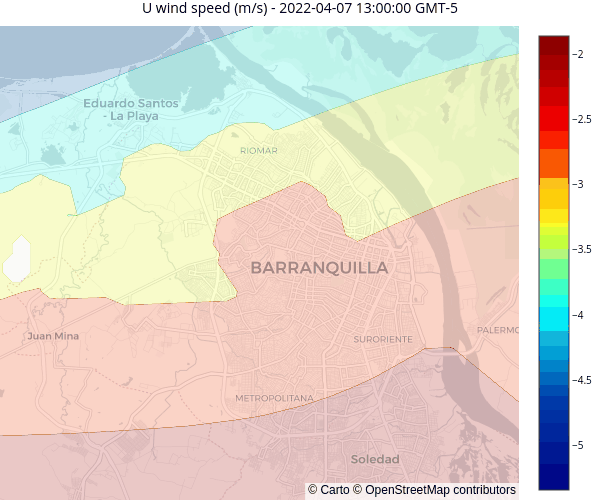 U wind speed (m/s) - 2022-04-07 13:00:00 GMT-5
−2
Eduardo Santos
- La Playa
−2.5
RIOMAR
−3
−3.5
BARRANQUILLA
−4
PALERMO
Juan Mina
SURORIENTE
−4.5
METROPOLITANA
−5
Soledad
© Carto © OpenStreetMap contributors